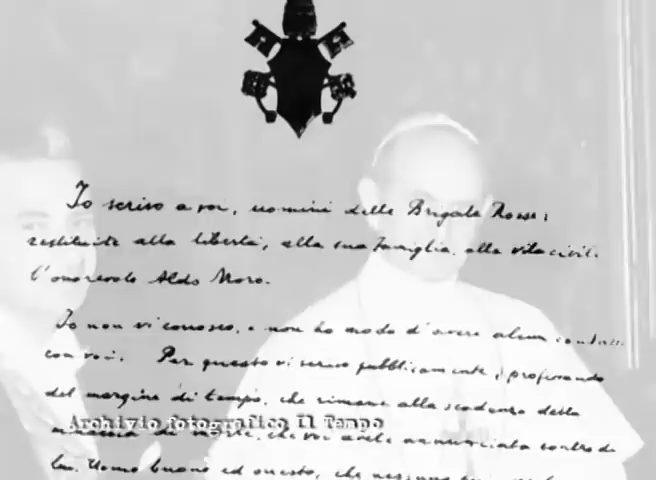 Io scrivo a voi, uomini delle Brigate Rosse:
restituite alla libertà, alla sua famiglia, alla vita civile
l'onorevole Aldo Moro.
Io non vi conosco, e non ho modo d'avere alcun contatto
con voi. Per questo vi scrivo pubblicamente, profittando
del margine di tempo, che rimane alla scadenza della
Archivio fotografico Il Tempo
minaccia di morte, che voi avete annunciata contro di
lui. Uomo buono ed onesto, che nessuno